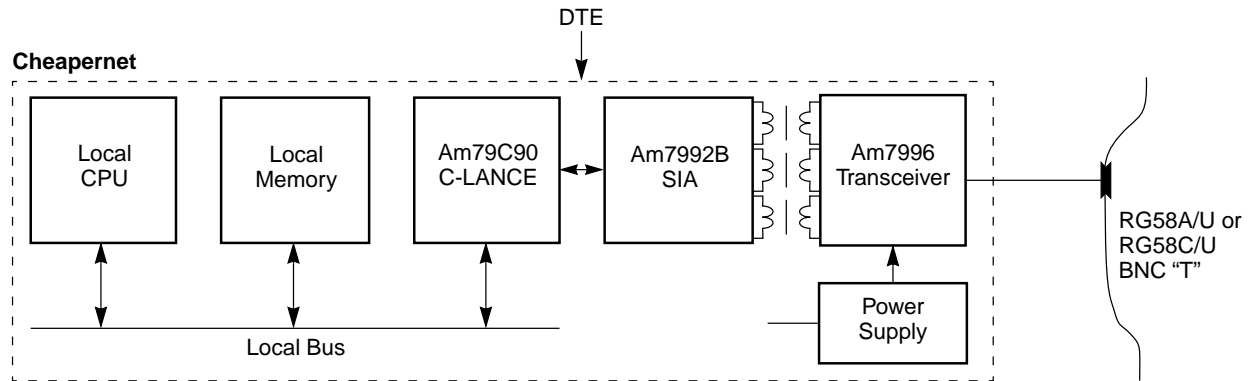 DTE
Cheapernet
Local
CPU
Local
Memory
Am79C90
C-LANCE
Am7992B
SIA
Am7996
Transceiver
RG58A/U or
RG58C/U
BNC “T”
Power
Supply
Local Bus